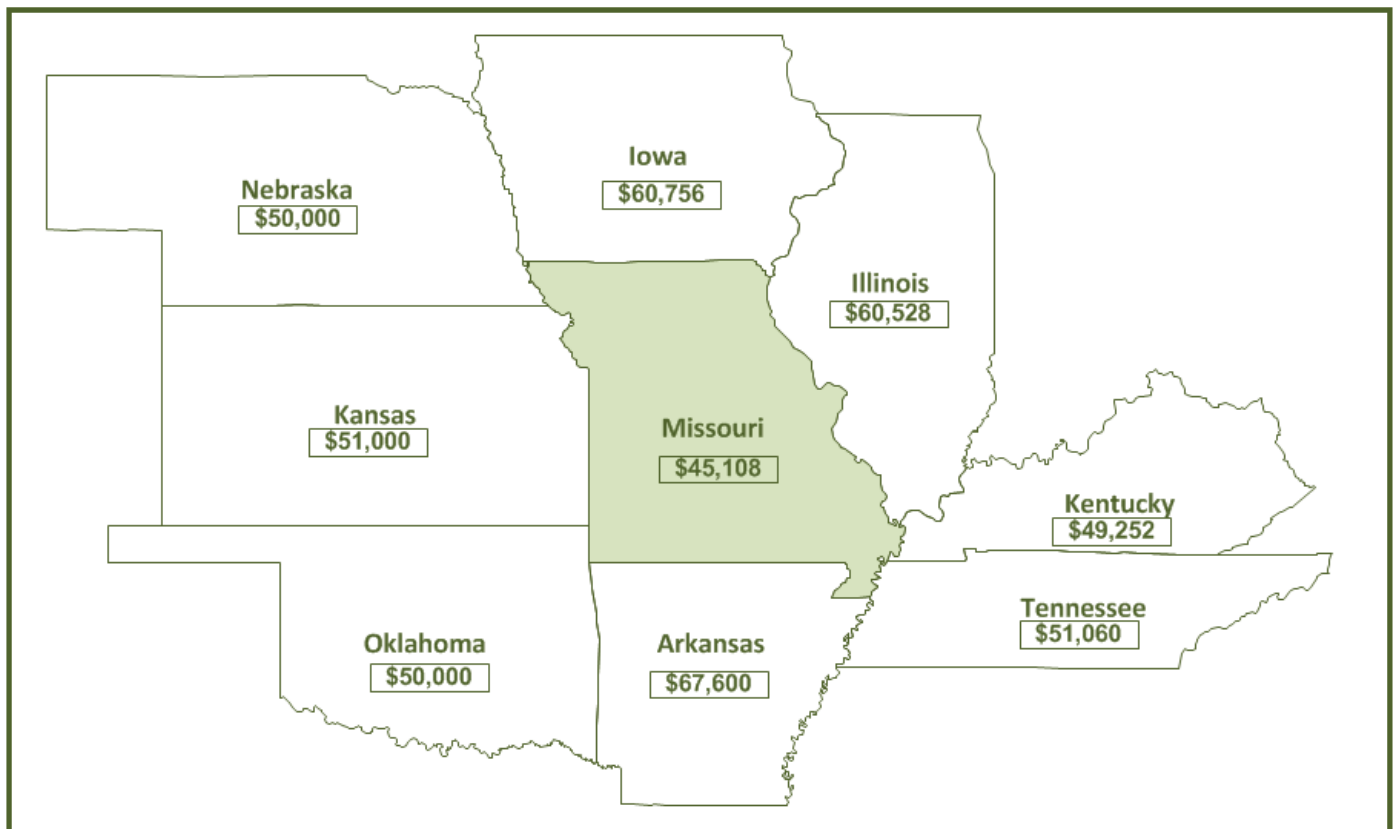 Iowa
$60,756
Nebraska
$50,000
Illinois
$60,528
Kansas
$51,000
Missouri
$45,108
Kentucky
$49,252
Tennessee
$51,060
Oklahoma
$50,000
Arkansas
$67,600